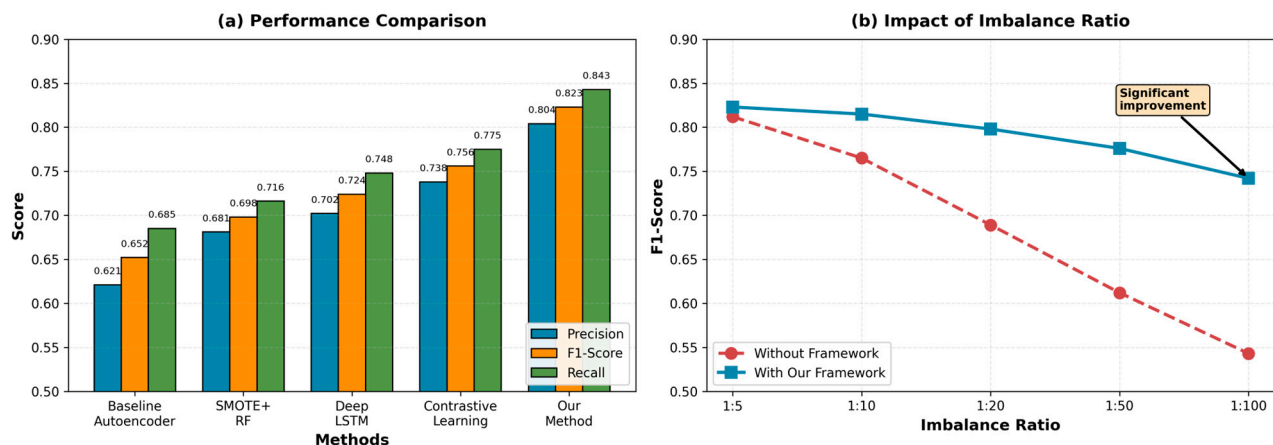 (a) Performance Comparison
0.90
0.85
0.80
0.75
0.70
0.65
0.60
0.55
0.50
Score
0.621
0.652
0.685
0.681
0.698
0.716
0.702
0.724
0.748
0.738
0.756
0.775
0.804
0.823
0.843
Precision
F1-Score
Recall
Baseline
Autoencoder
SMOTE+
RF
Deep
LSTM
Contrastive
Learning
Our
Method
Methods
(b) Impact of Imbalance Ratio
0.90
0.85
0.80
0.75
0.70
0.65
0.60
0.55
0.50
F1-Score
Significant
improvement
Without Framework
With Our Framework
1:5
1:10
1:20
1:50
1:100
Imbalance Ratio